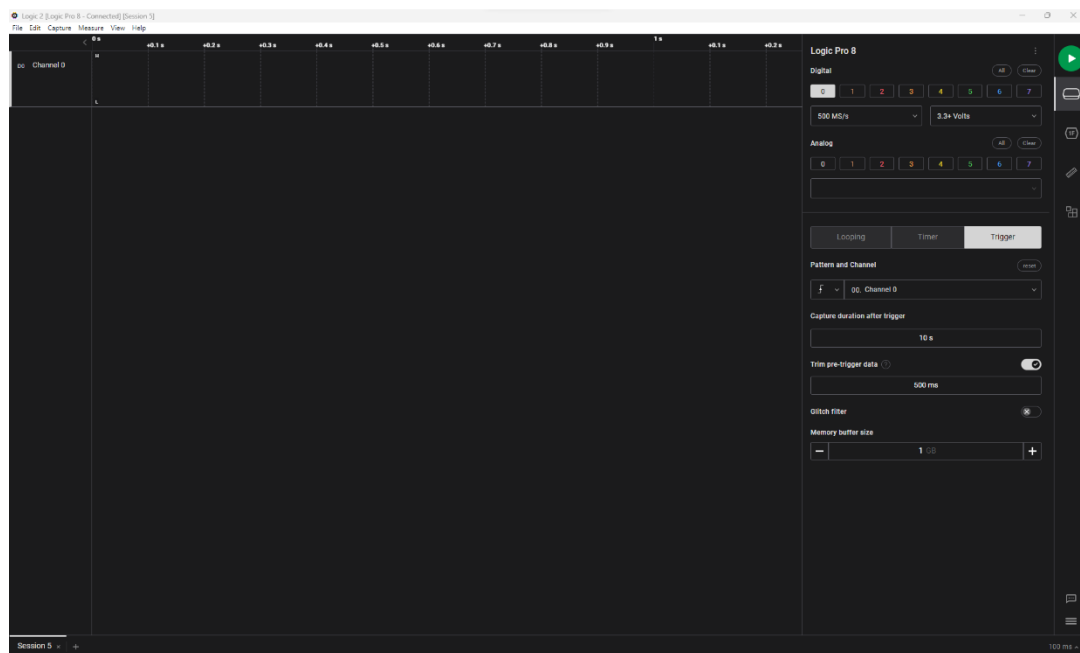 Logic 2 [Logic Pro 8 - Connected] [Session 5]
File Edit Capture Measure View Help
0 s +0.1 s +0.2 s +0.3 s +0.4 s +0.5 s +0.6 s +0.7 s +0.8 s +0.9 s 1 s +0.1 s +0.2 s
D0 Channel 0
H
L
Logic Pro 8
Digital All Clear
0 1 2 3 4 5 6 7
500 MS/s 3.3+ Volts
Analog All Clear
0 1 2 3 4 5 6 7
Looping Timer Trigger
Pattern and Channel reset
00. Channel 0
Capture duration after trigger
10 s
Trim pre-trigger data ?
500 ms
Glitch filter
Memory buffer size
1 GB
Session 5
100 ms